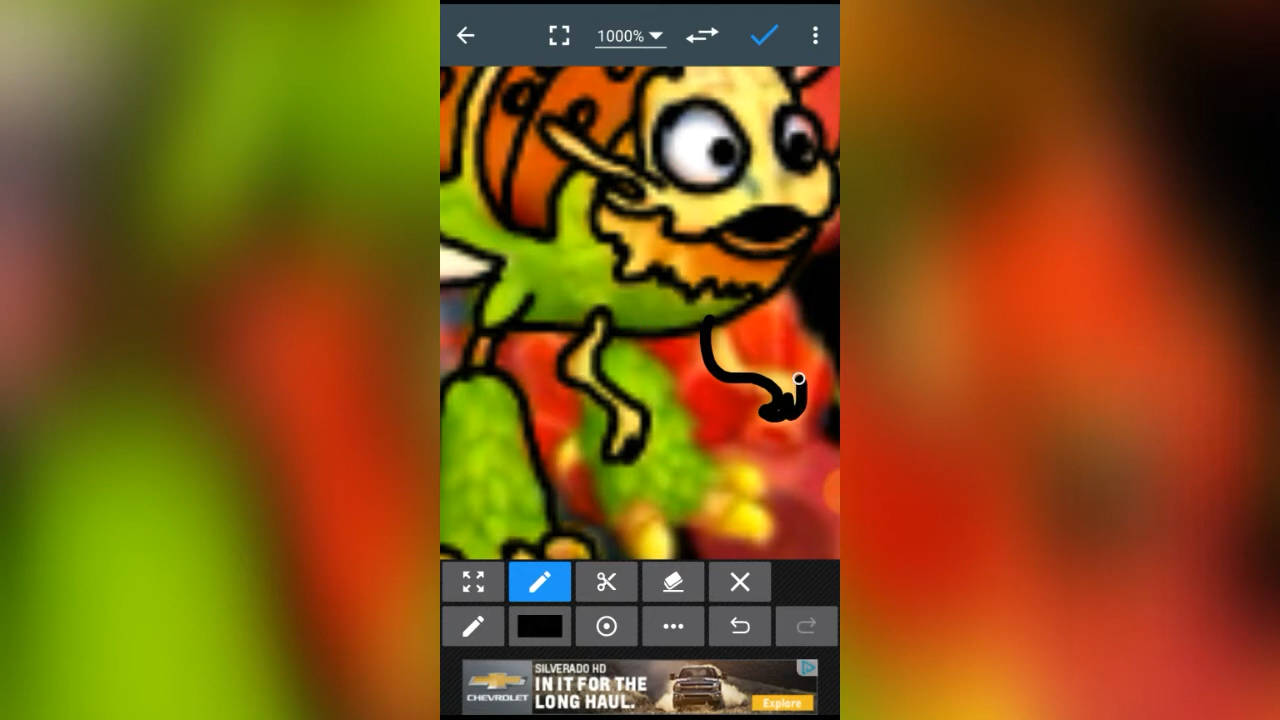 1000%
SILVERADO HD
IN IT FOR THE
LONG HAUL.
CHEVROLET
Explore